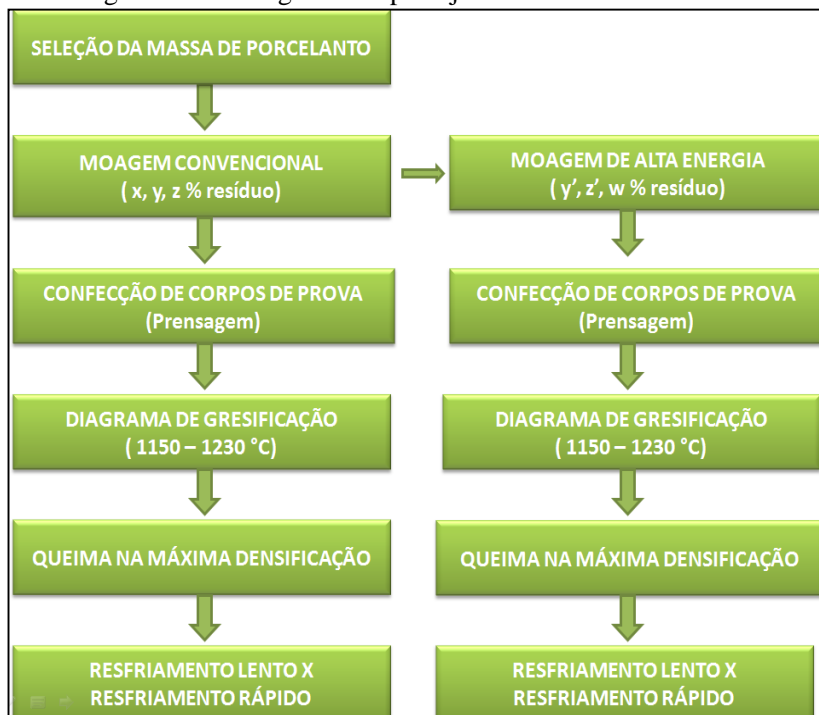 SELEÇÃO DA MASSA DE PORCELANTO
MOAGEM CONVENCIONAL
( x, y, z % resíduo)
MOAGEM DE ALTA ENERGIA
( y’, z’, w % resíduo)
CONFECÇÃO DE CORPOS DE PROVA
(Prensagem)
CONFECÇÃO DE CORPOS DE PROVA
(Prensagem)
DIAGRAMA DE GRESIFICAÇÃO
( 1150 – 1230 °C)
DIAGRAMA DE GRESIFICAÇÃO
( 1150 – 1230 °C)
QUEIMA NA MÁXIMA DENSIFICAÇÃO
QUEIMA NA MÁXIMA DENSIFICAÇÃO
RESFRIAMENTO LENTO X
RESFRIAMENTO RÁPIDO
RESFRIAMENTO LENTO X
RESFRIAMENTO RÁPIDO